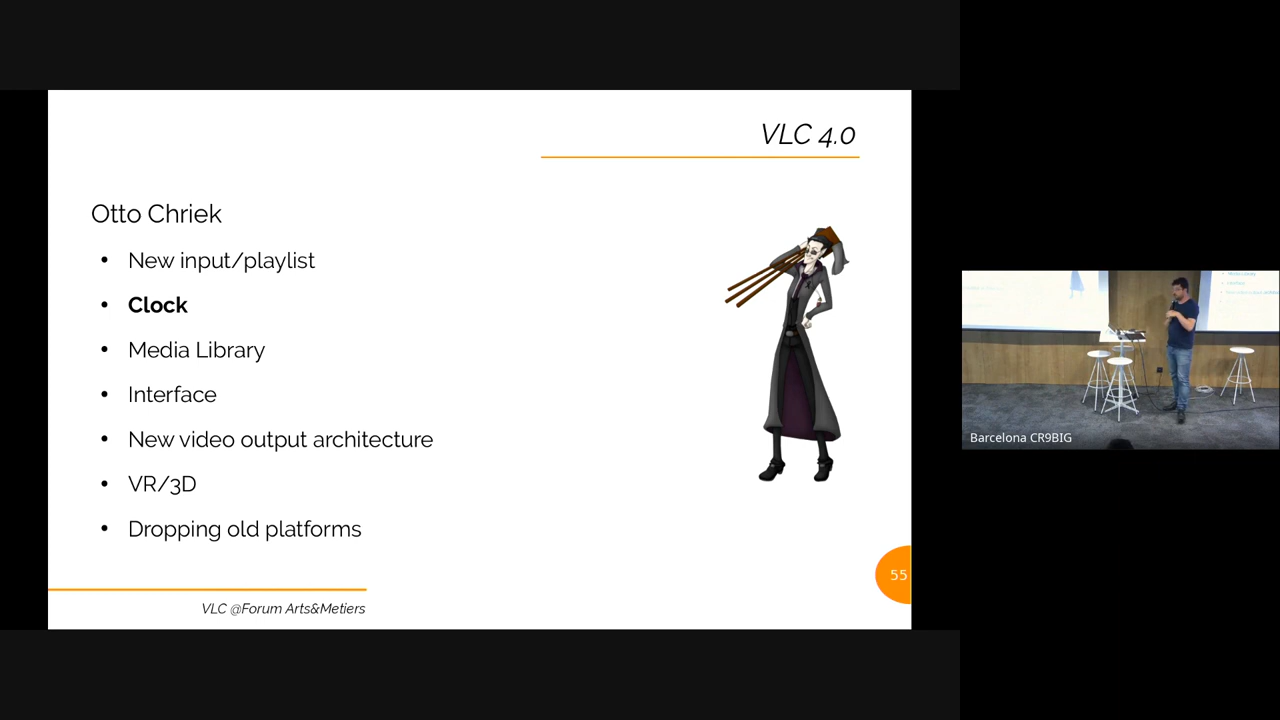 VLC 4.0
Otto Chriek
• New input/playlist
• Clock
• Media Library
• Interface
• New video output architecture
• VR/3D
• Dropping old platforms
55
VLC @Forum Arts&Metiers
Barcelona CR9BIG